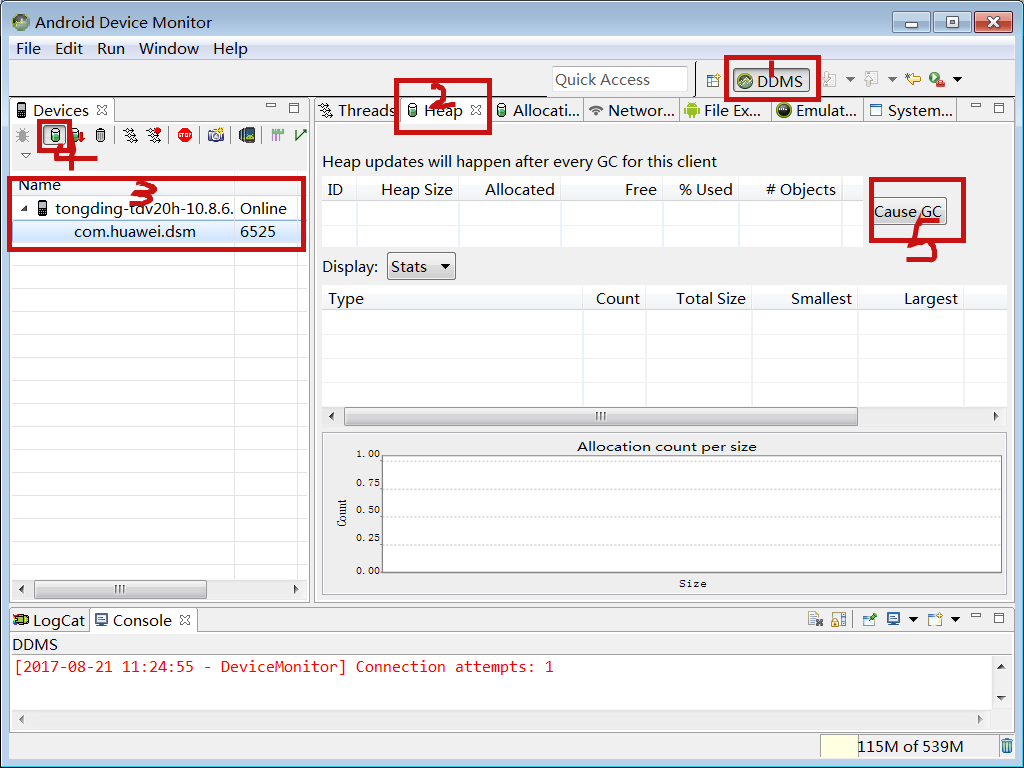 Android Device Monitor
File Edit Run Window Help
Quick Access
DDMS
1
Devices
Threads
Heap
Allocati...
Networ...
File Ex...
Emulat...
System...
2
STOP
4
Name
3
tongding-tdv20h-10.8.6. Online
com.huawei.dsm 6525
Heap updates will happen after every GC for this client
ID Heap Size Allocated Free % Used # Objects
Cause GC
5
Display: Stats
Type Count Total Size Smallest Largest
Allocation count per size
1.00
0.75
0.50
0.25
0.00
Count
Size
LogCat Console
DDMS
[2017-08-21 11:24:55 - DeviceMonitor] Connection attempts: 1
115M of 539M